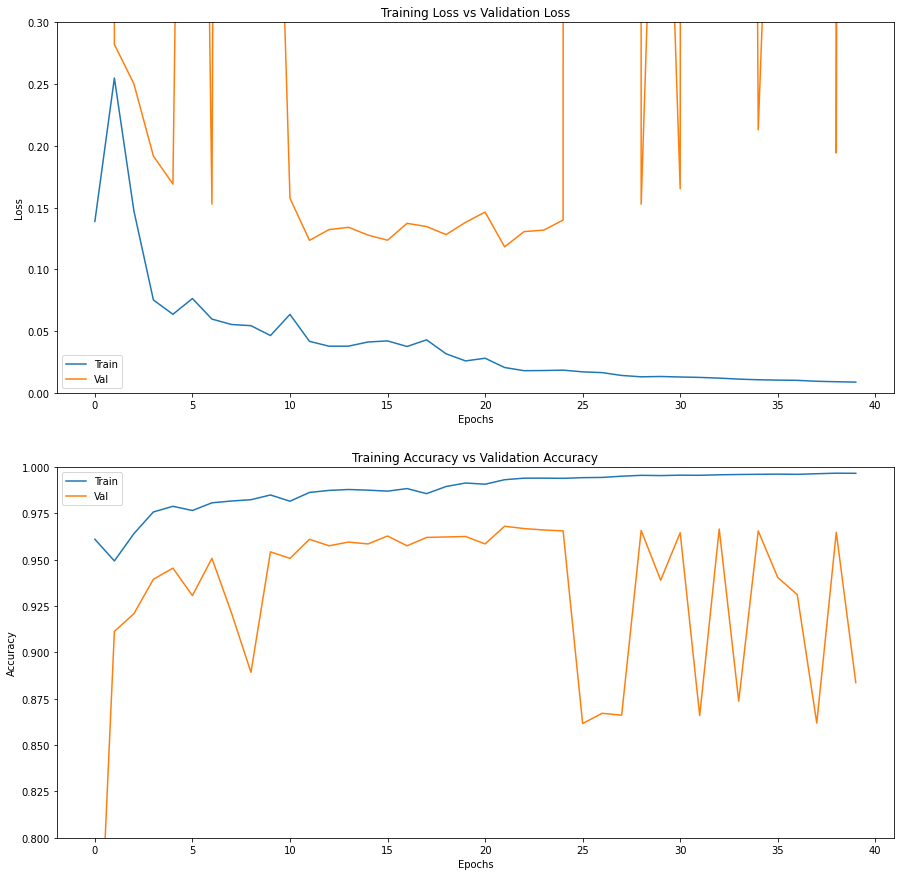 Training Loss vs Validation Loss
0.30
0.25
0.20
0.15
0.10
0.05
0.00
Loss
Train
Val
0 5 10 15 20 25 30 35 40
Epochs
Training Accuracy vs Validation Accuracy
1.000
0.975
0.950
0.925
0.900
0.875
0.850
0.825
0.800
Accuracy
Train
Val
0 5 10 15 20 25 30 35 40
Epochs